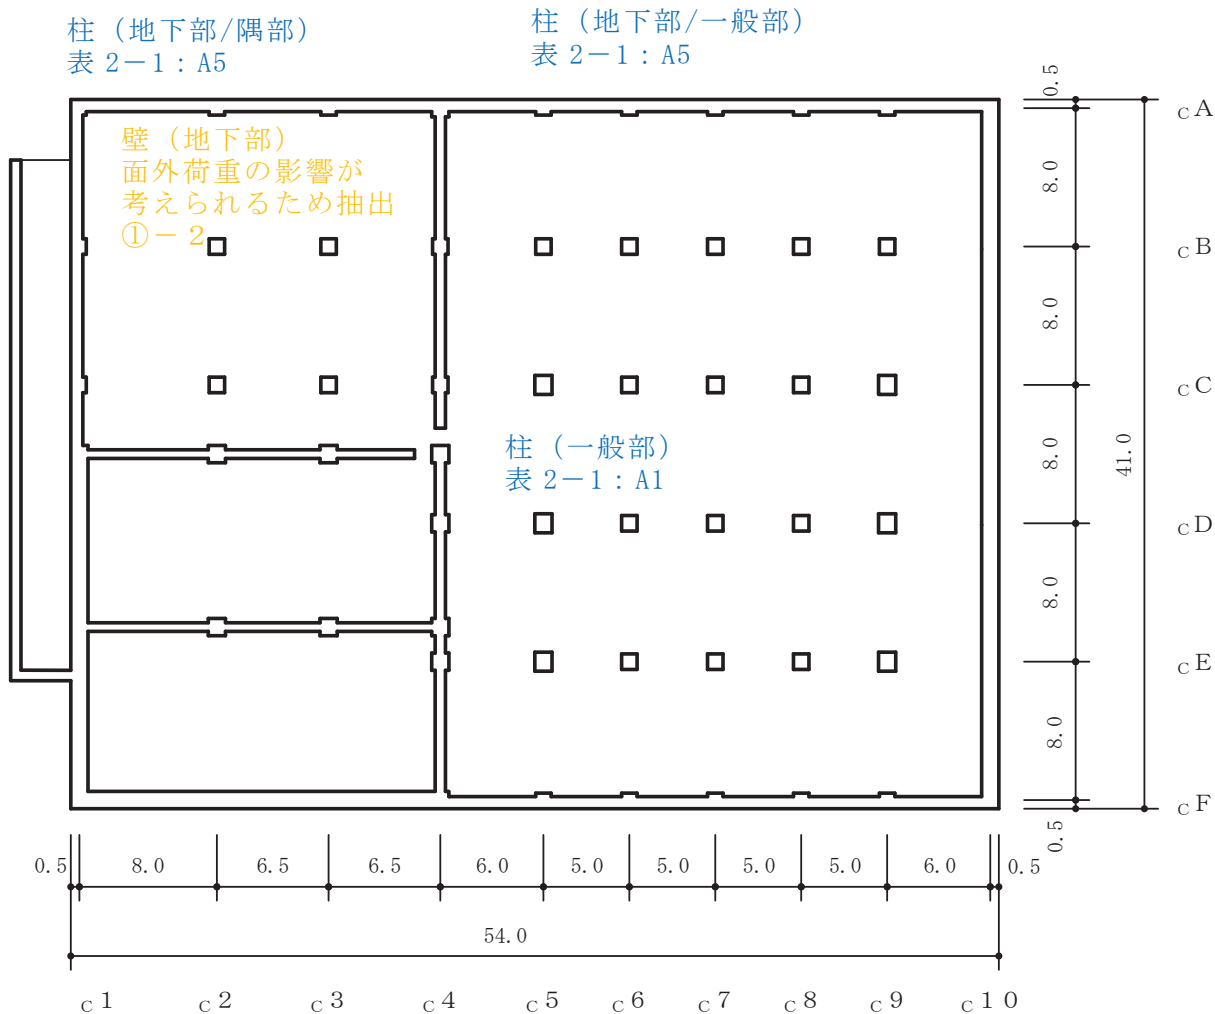 柱（地下部/隅部）
表 2－1：A5
柱（地下部/一般部）
表 2－1：A5
壁（地下部）
面外荷重の影響が
考えられるため抽出
①－２
柱（一般部）
表 2－1：A1
0.5
8.0
8.0
8.0
8.0
8.0
0.5
41.0
cA
cB
cC
cD
cE
cF
0.5 8.0 6.5 6.5 6.0 5.0 5.0 5.0 5.0 6.0 0.5
54.0
c1 c2 c3 c4 c5 c6 c7 c8 c9 c10